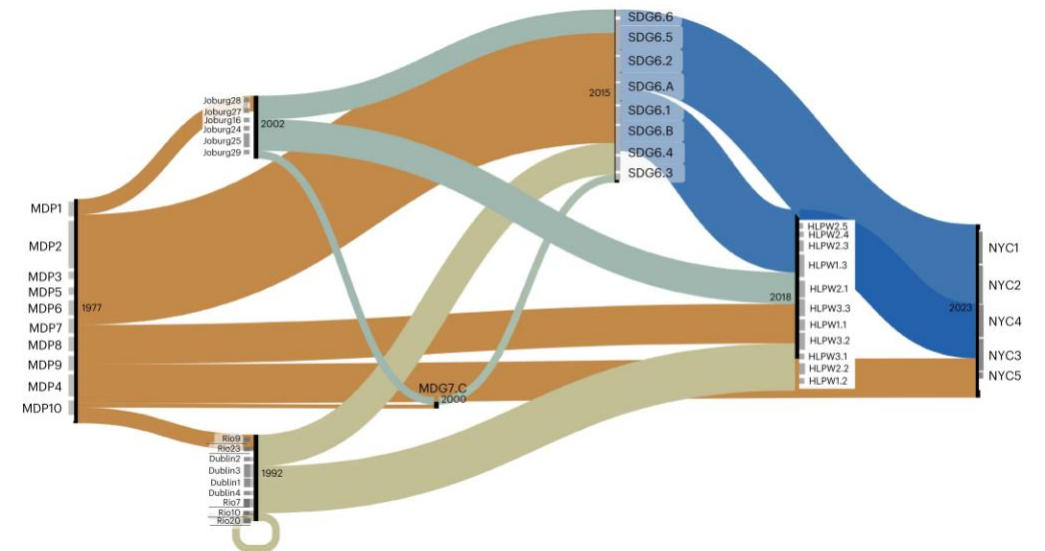 MDP1
MDP2
MDP3
MDP5
MDP6
MDP7
MDP8
MDP9
MDP4
MDP10
1977
Joburg28
Joburg27
Joburg16
Joburg24
Joburg25
Joburg29
2002
Rio9
Rio23
Dublin2
Dublin3
Dublin1
Dublin4
Rio7
Rio10
Rio20
1992
MDG7.C
2000
SDG6.6
SDG6.5
SDG6.2
SDG6.A
SDG6.1
SDG6.B
SDG6.4
SDG6.3
2015
HLPW2.5
HLPW2.4
HLPW2.3
HLPW1.3
HLPW2.1
HLPW3.3
HLPW1.1
HLPW3.2
HLPW3.1
HLPW2.2
HLPW1.2
2018
NYC1
NYC2
NYC4
NYC3
NYC5
2023